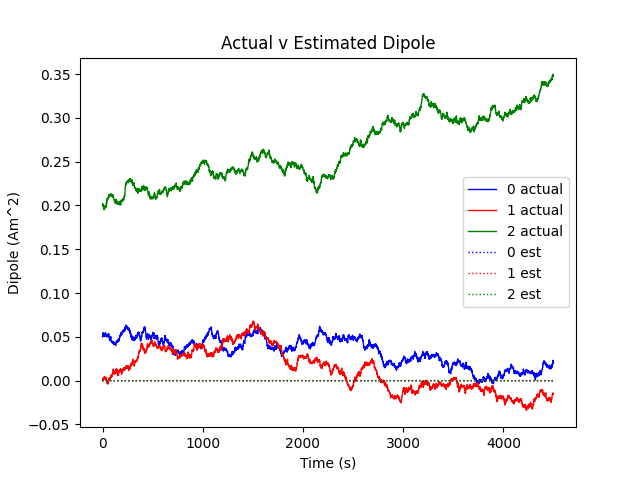 Actual v Estimated Dipole
0.35
0.30
0.25
0.20
0.15
0.10
0.05
0.00
−0.05
Dipole (Am^2)
0 actual
1 actual
2 actual
0 est
1 est
2 est
0 1000 2000 3000 4000
Time (s)